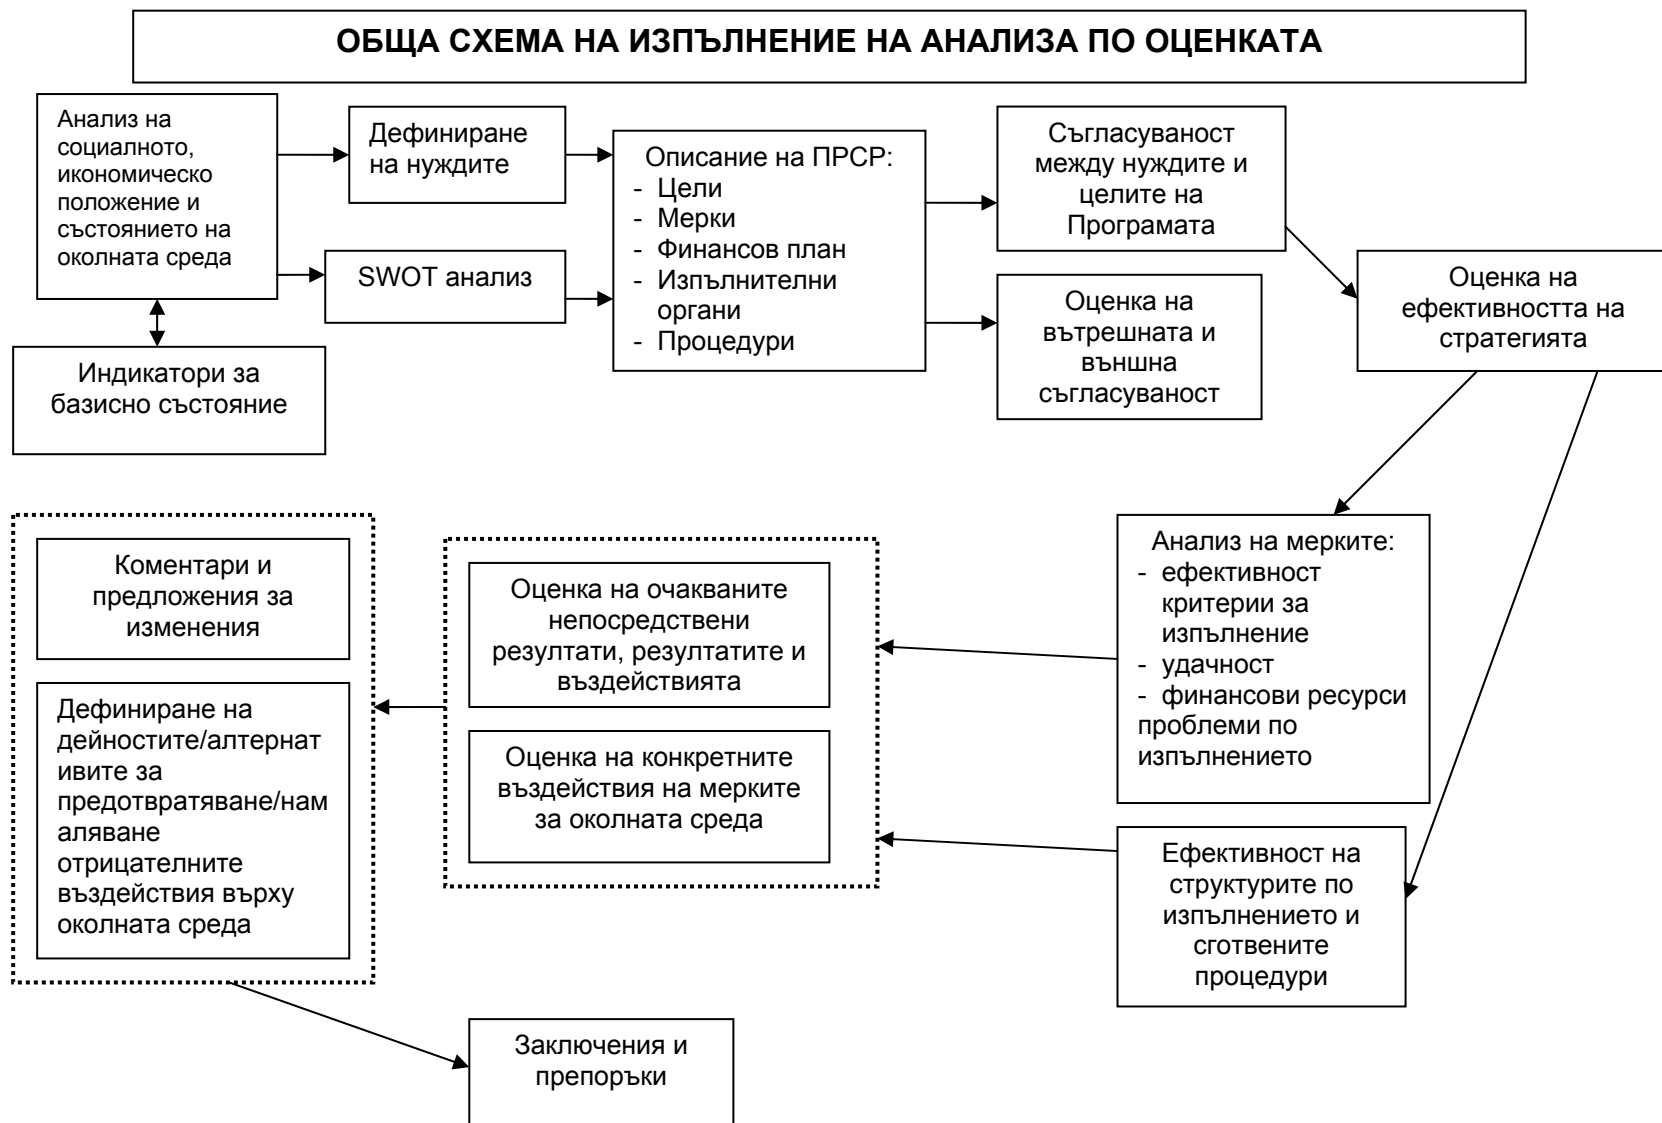 ОБЩА СХЕМА НА ИЗПЪЛНЕНИЕ НА АНАЛИЗА ПО ОЦЕНКАТА
Анализ на
социалното,
икономическо
положение и
състоянието на
околната среда
Дефиниране
на нуждите
SWOT анализ
Индикатори за
базисно състояние
Описание на ПРСР:
- Цели
- Мерки
- Финансов план
- Изпълнителни
органи
- Процедури
Съгласуваност
между нуждите и
целите на
Програмата
Оценка на
вътрешната и
външна
съгласуваност
Оценка на
ефективността на
стратегията
Анализ на мерките:
- ефективност
критерии за
изпълнение
- удачност
- финансови ресурси
проблеми по
изпълнението
Ефективност на
структурите по
изпълнението и
сготвените
процедури
Оценка на очакваните
непосредствени
резултати, резултатите и
въздействията
Оценка на конкретните
въздействия на мерките
за околната среда
Коментари и
предложения за
изменения
Дефиниране на
дейностите/алтернат
ивите за
предотвратяване/нам
аляване
отрицателните
въздействия върху
околната среда
Заключения и
препоръки